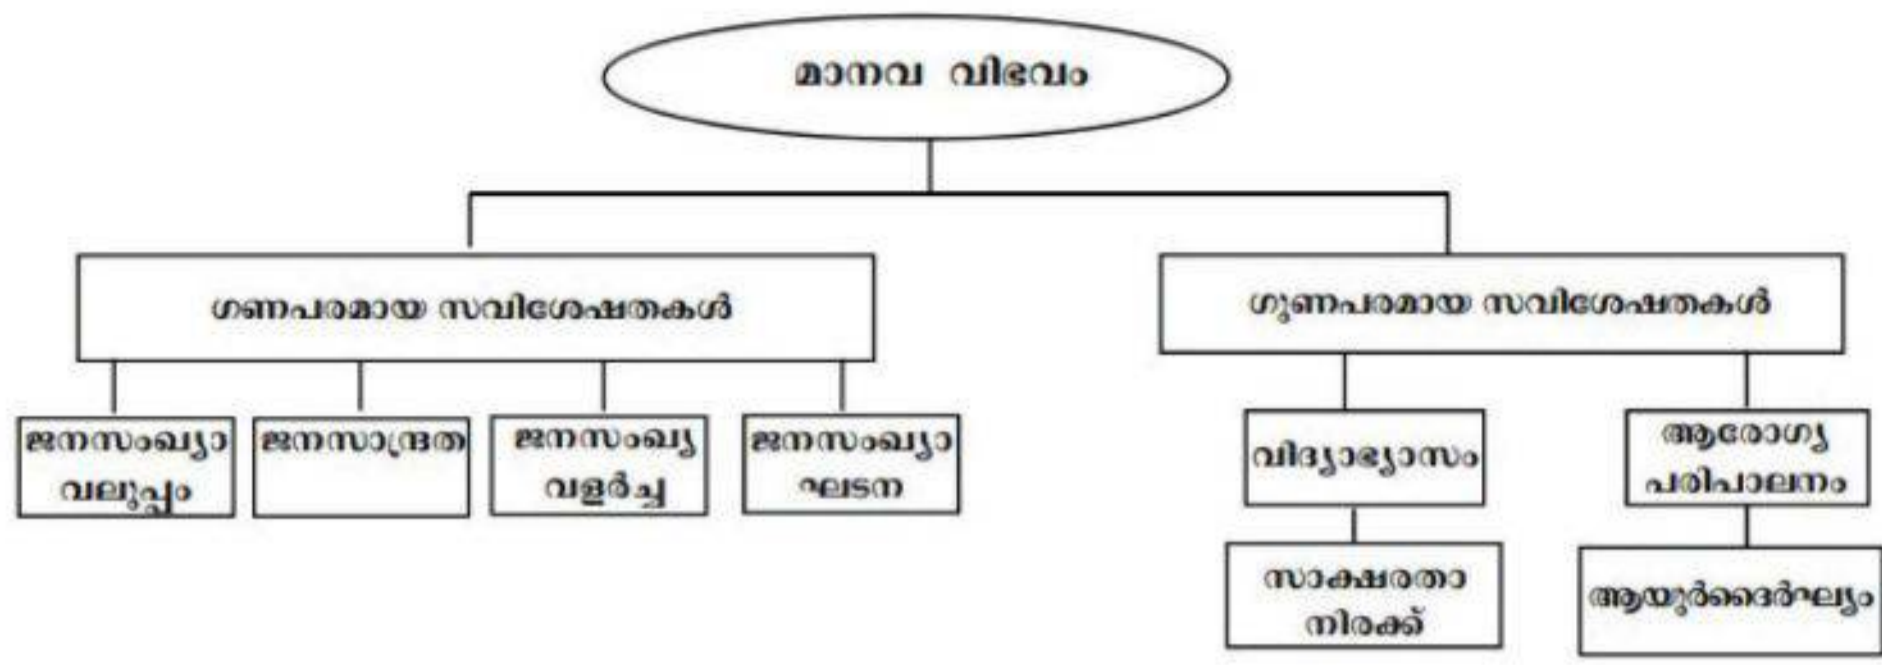 മാനവ വിഭവം
ഗണപരമായ സവിശേഷതകൾ
ഗുണപരമായ സവിശേഷതകൾ
ജനസംഖ്യാ
വലുപ്പം
ജനസാന്ദ്രത
ജനസംഖ്യ
വളർച്ച
ജനസംഖ്യാ
ഘടന
വിദ്യാഭ്യാസം
ആരോഗ്യ
പരിപാലനം
സാക്ഷരതാ
നിരക്ക്
ആയുർദൈർഘ്യം